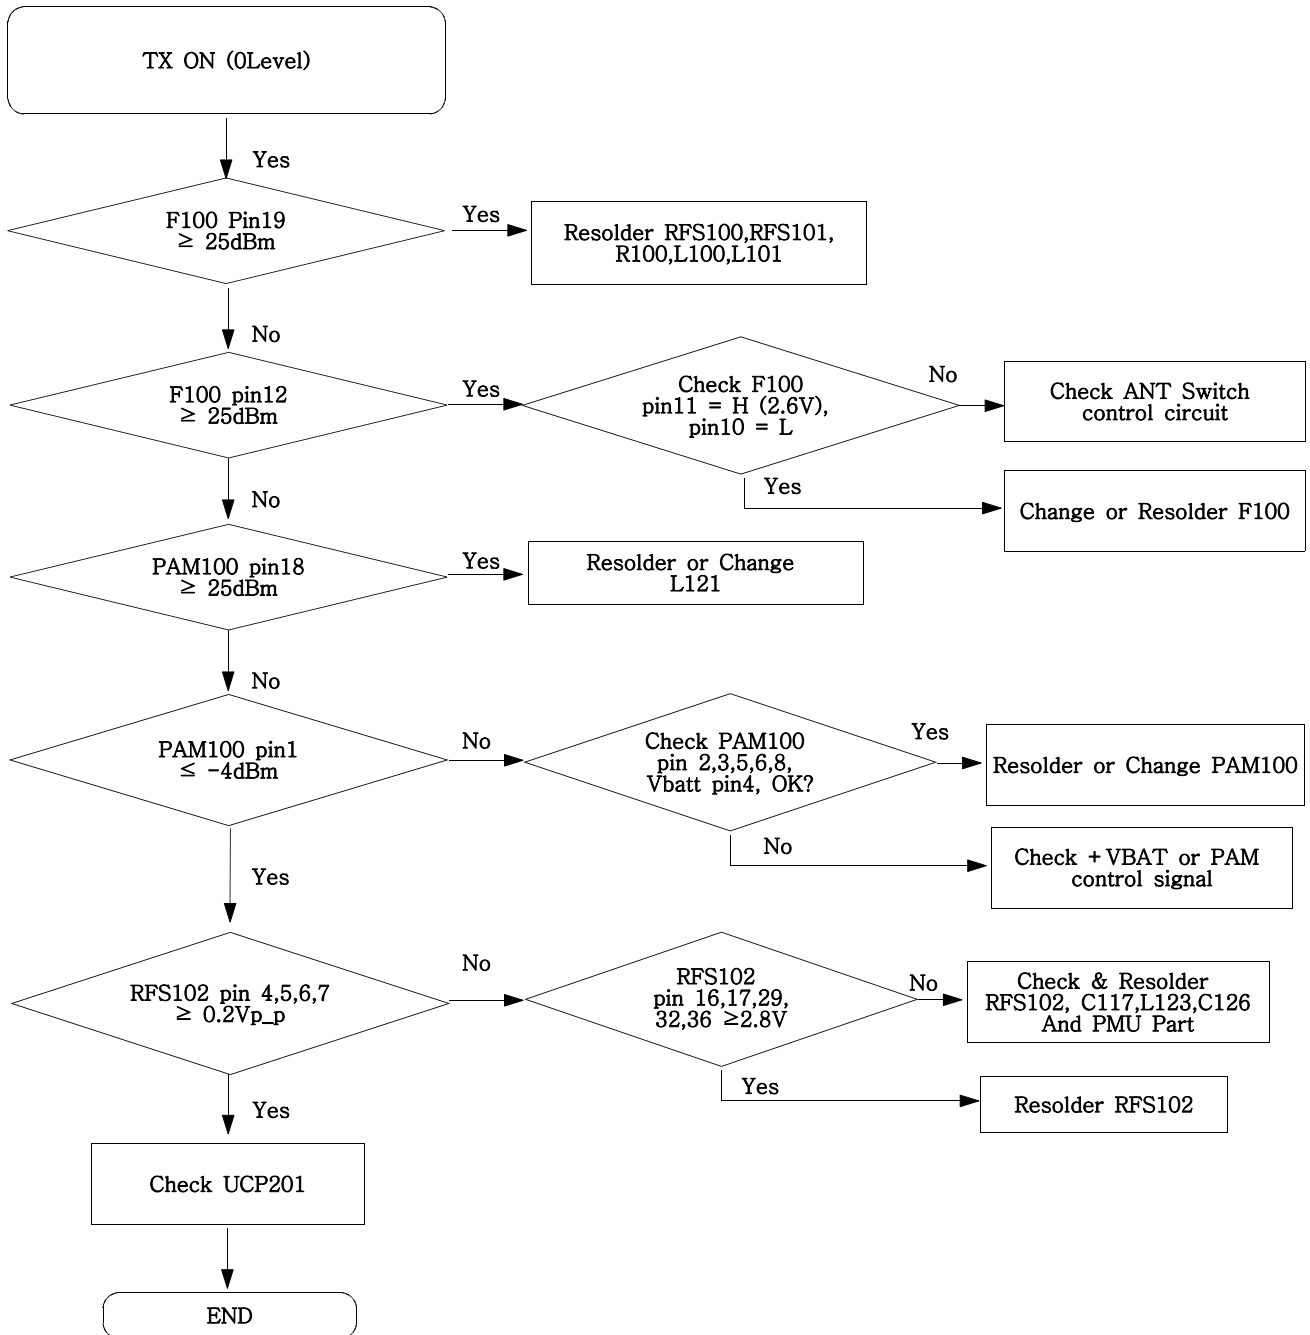 TX ON (0Level)
Yes
F100 Pin19
≥ 25dBm
Yes
Resolder RFS100,RFS101,
R100,L100,L101
No
F100 pin12
≥ 25dBm
Yes
Check F100
pin11 = H (2.6V),
pin10 = L
No
Check ANT Switch
control circuit
Yes
Change or Resolder F100
No
PAM100 pin18
≥ 25dBm
Yes
Resolder or Change
L121
No
PAM100 pin1
≤ -4dBm
No
Check PAM100
pin 2,3,5,6,8,
Vbatt pin4, OK?
Yes
Resolder or Change PAM100
No
Check +VBAT or PAM
control signal
Yes
RFS102 pin 4,5,6,7
≥ 0.2Vp_p
No
RFS102
pin 16,17,29,
32,36 ≥2.8V
No
Check & Resolder
RFS102, C117,L123,C126
And PMU Part
Yes
Resolder RFS102
Yes
Check UCP201
END